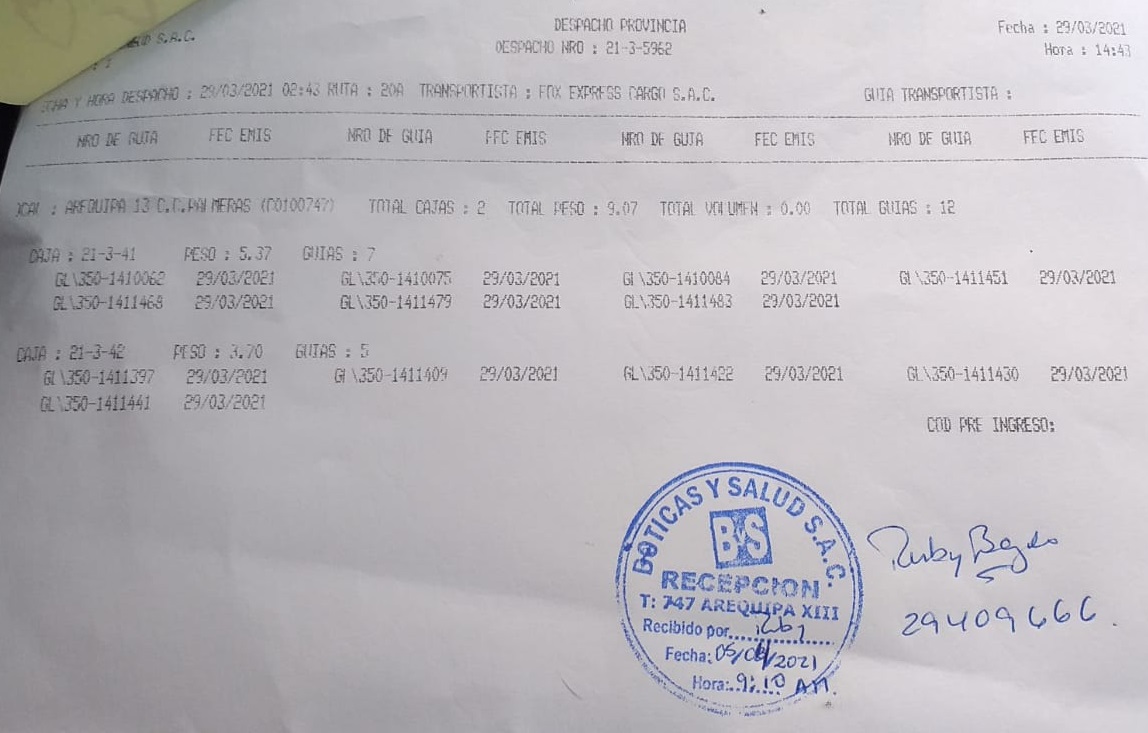 S.A.C. DESPACHO PROVINCIA Fecha : 29/03/2021
DESPACHO NRO : 21-3-5962 Hora : 14:43
: 1
ECHA Y HORA DESPACHO : 29/03/2021 02:43 RUTA : 20A TRANSPORTISTA : FOX EXPRESS CARGO S.A.C. GUIA TRANSPORTISTA :
NRO DE GUIA FEC EMIS NRO DE GUIA FEC EMIS NRO DE GUIA FEC EMIS NRO DE GUIA FEC EMIS
OCAL : AREQUIPA 13 C.C.PALMERAS (C0100747) TOTAL CAJAS : 2 TOTAL PESO : 9.07 TOTAL VOLUMEN : 0.00 TOTAL GUIAS : 12
CAJA : 21-3-41 PESO : 5.37 GUIAS : 7
GL\350-1410062 29/03/2021 GL\350-1410075 29/03/2021 GL\350-1410084 29/03/2021 GL\350-1411451 29/03/2021
GL\350-1411468 29/03/2021 GL\350-1411479 29/03/2021 GL\350-1411483 29/03/2021
CAJA : 21-3-42 PESO : 3.70 GUIAS : 5
GL\350-1411397 29/03/2021 GL\350-1411409 29/03/2021 GL\350-1411422 29/03/2021 GL\350-1411430 29/03/2021
GL\350-1411441 29/03/2021
COD PRE INGRESO:
BOTICAS Y SALUD S.A.C.
ByS
RECEPCION
T: 747 AREQUIPA XIII
Recibido por Ruby
Fecha: 05/04/2021
Hora: 9:10 AM.
Ruby
29409666.